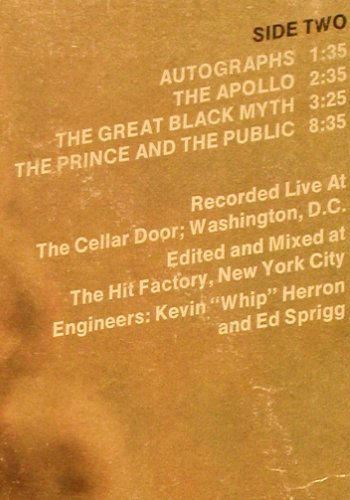 SIDE TWO
AUTOGRAPHS 1:35
THE APOLLO 2:35
THE GREAT BLACK MYTH 3:25
THE PRINCE AND THE PUBLIC 8:35
Recorded Live At
The Cellar Door; Washington, D.C.
Edited and Mixed at
The Hit Factory, New York City
Engineers: Kevin "Whip" Herron
and Ed Sprigg